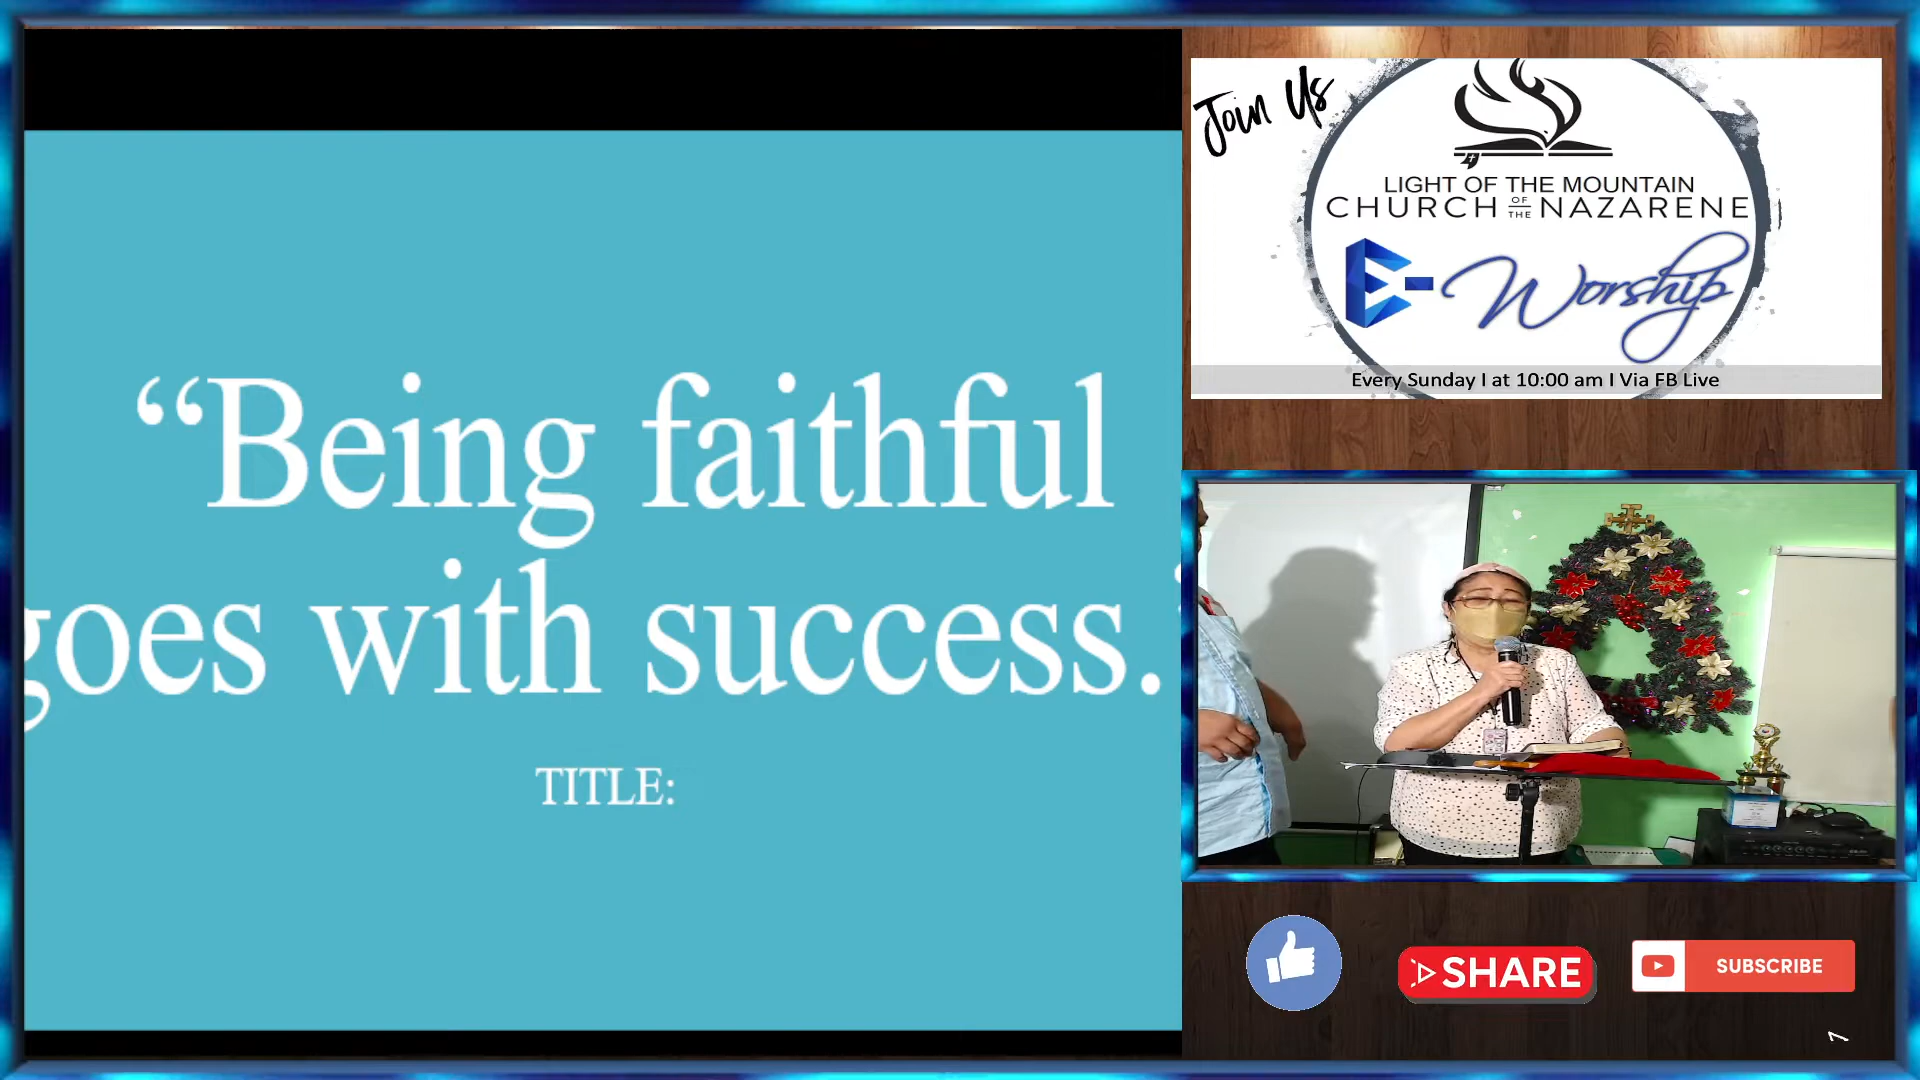 “Being faithful
goes with success.
TITLE:
Join Us
LIGHT OF THE MOUNTAIN
CHURCH OF THE NAZARENE
E-Worship
Every Sunday I at 10:00 am I Via FB Live
SHARE
SUBSCRIBE